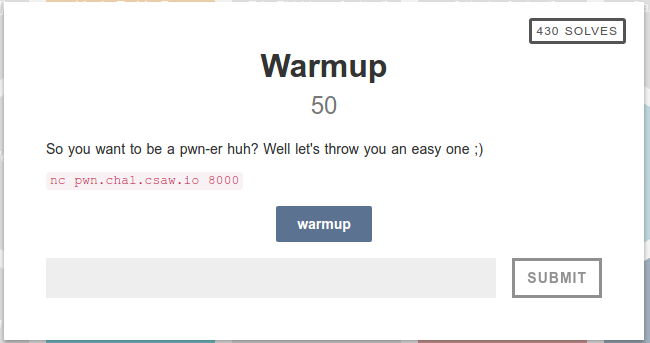 430 SOLVES
Warmup
50
So you want to be a pwn-er huh? Well let's throw you an easy one ;)
nc pwn.chal.csaw.io 8000
warmup
SUBMIT